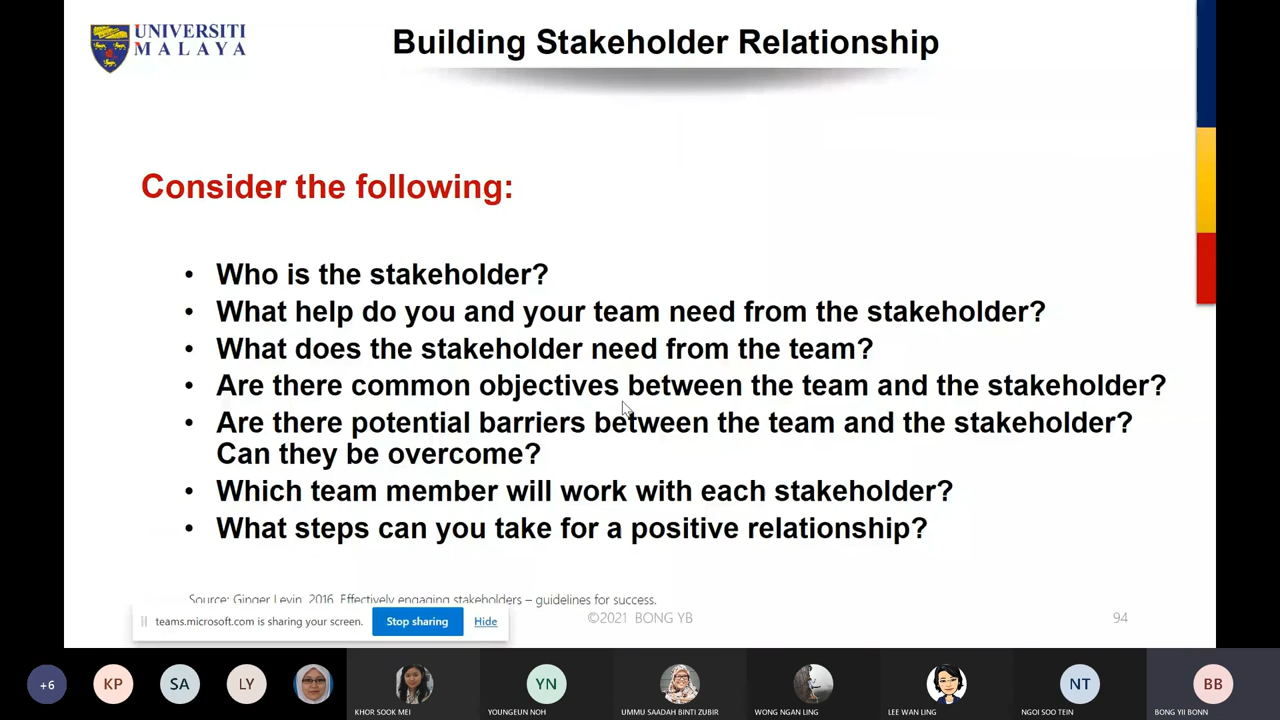 UNIVERSITI
MALAYA
Building Stakeholder Relationship
Consider the following:
• Who is the stakeholder?
• What help do you and your team need from the stakeholder?
• What does the stakeholder need from the team?
• Are there common objectives between the team and the stakeholder?
• Are there potential barriers between the team and the stakeholder?
Can they be overcome?
• Which team member will work with each stakeholder?
• What steps can you take for a positive relationship?
Source: Ginger Levin, 2016. Effectively engaging stakeholders – guidelines for success.
teams.microsoft.com is sharing your screen. Stop sharing Hide
©2021 BONG YB
94
+6 KP SA LY YN NT BB
KHOR SOOK MEI YOUNGEUN NOH UMMU SAADAH BINTI ZUBIR WONG NGAN LING LEE WAN LING NGOI SOO TEIN BONG YII BONN